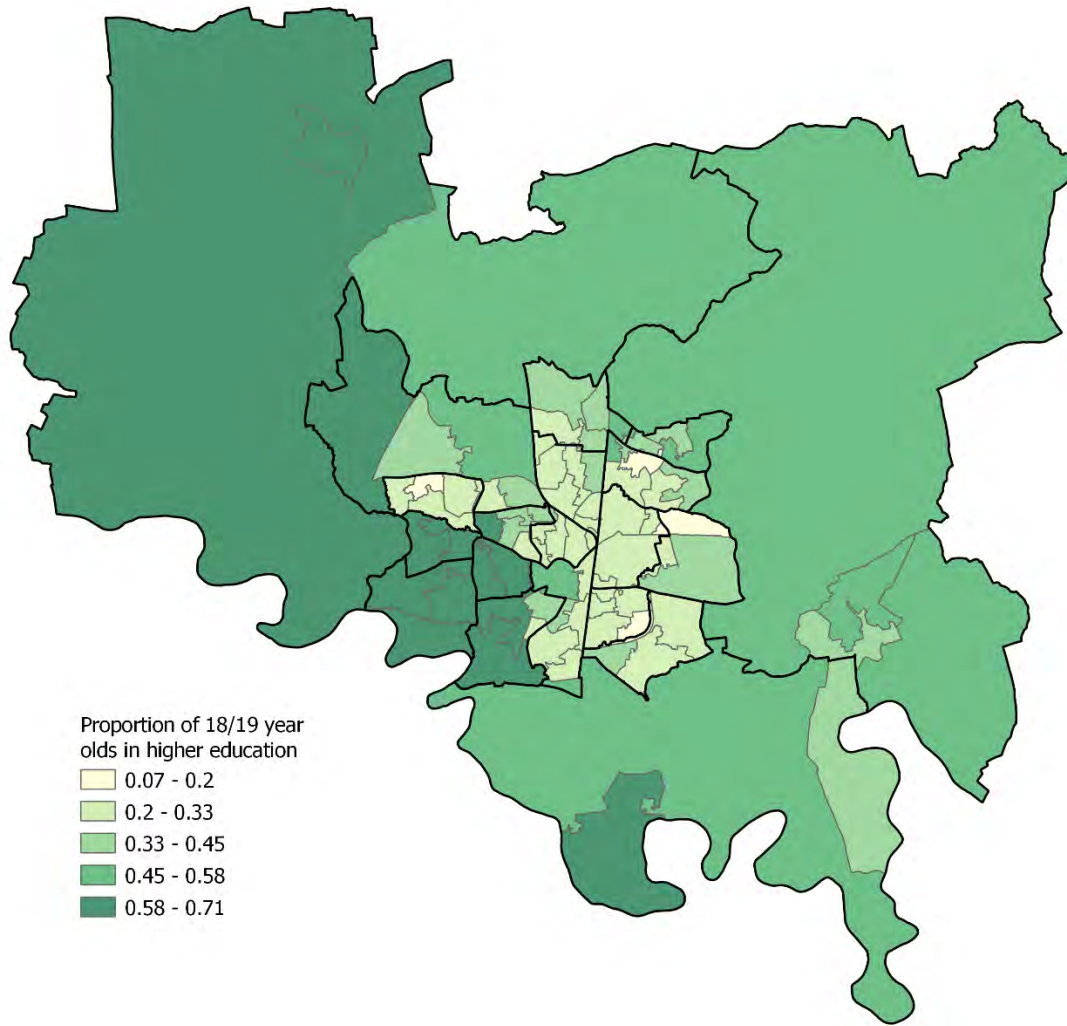 Proportion of 18/19 year
olds in higher education
0.07 - 0.2
0.2 - 0.33
0.33 - 0.45
0.45 - 0.58
0.58 - 0.71